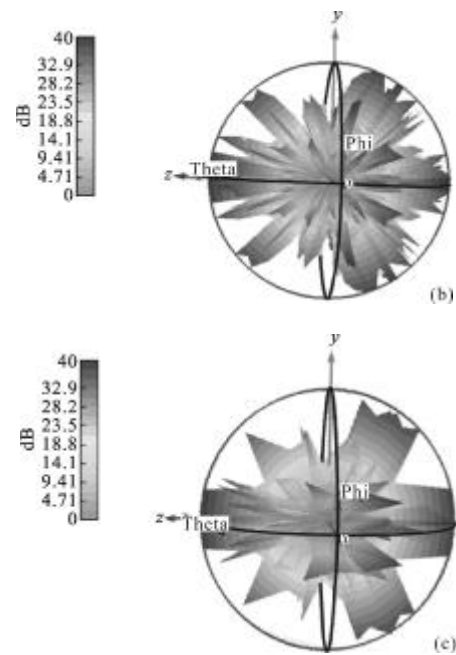 y
40
32.9
28.2
23.5
18.8
14.1
9.41
4.71
0
dB
Phi
Theta
z
(b)
y
40
32.9
28.2
23.5
18.8
14.1
9.41
4.71
0
dB
Phi
z
Theta
(c)